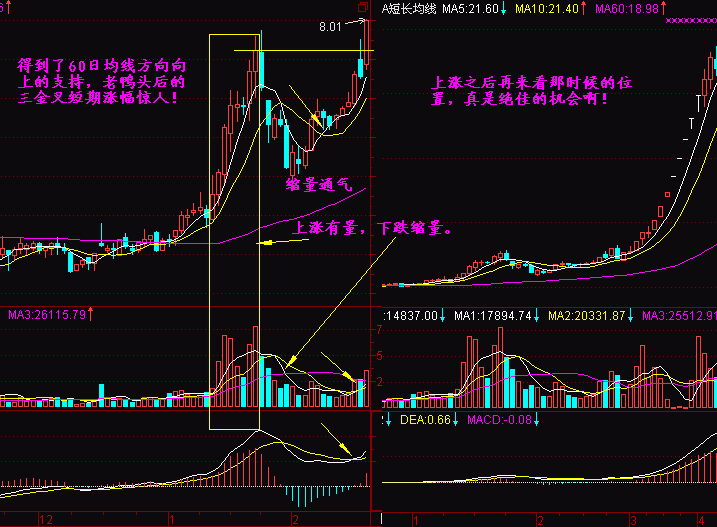 6↑
8.01
得到了60日均线方向向
上的支持，老鸭头后的
三金叉短期涨幅惊人！
缩量通气
上涨有量，下跌缩量。
MA3:26115.79↑
12 1 2
A短长均线 MA5:21.60↓ MA10:21.40↑ MA60:18.98↑
上涨之后再来看那时候的位
置，真是绝佳的机会啊！
:14837.00↓ MA1:17894.74↓ MA2:20331.87↓ MA3:25512.91
7
5
2
:↓ DEA:0.66↓ MACD:-0.08↓
1 2 3 4